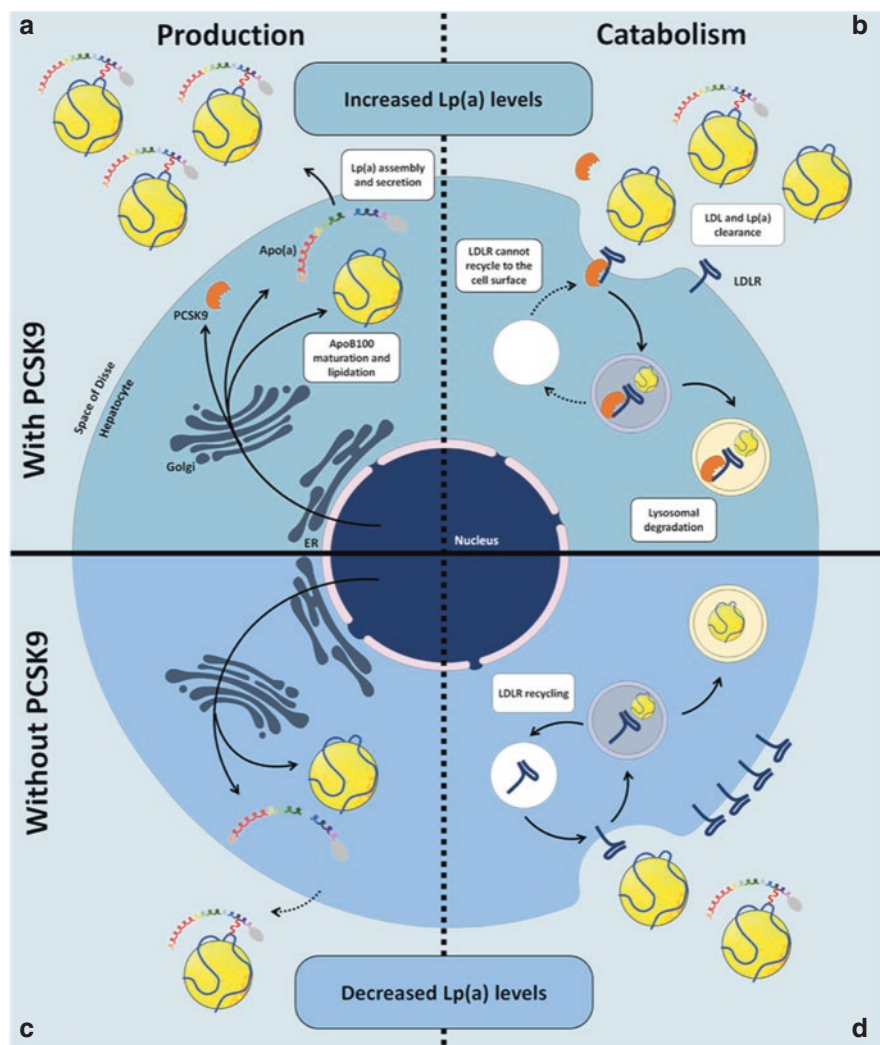 a
Production
Catabolism
b
Increased Lp(a) levels
Lp(a) assembly
and secretion
LDL and Lp(a)
clearance
Apo(a)
LDLR cannot
recycle to the
cell surface
LDLR
PCSK9
ApoB100
maturation and
lipidation
With PCSK9
Space of Disse
Hepatocyte
Golgi
Lysosomal
degradation
ER
Nucleus
Without PCSK9
LDLR recycling
Decreased Lp(a) levels
c
d